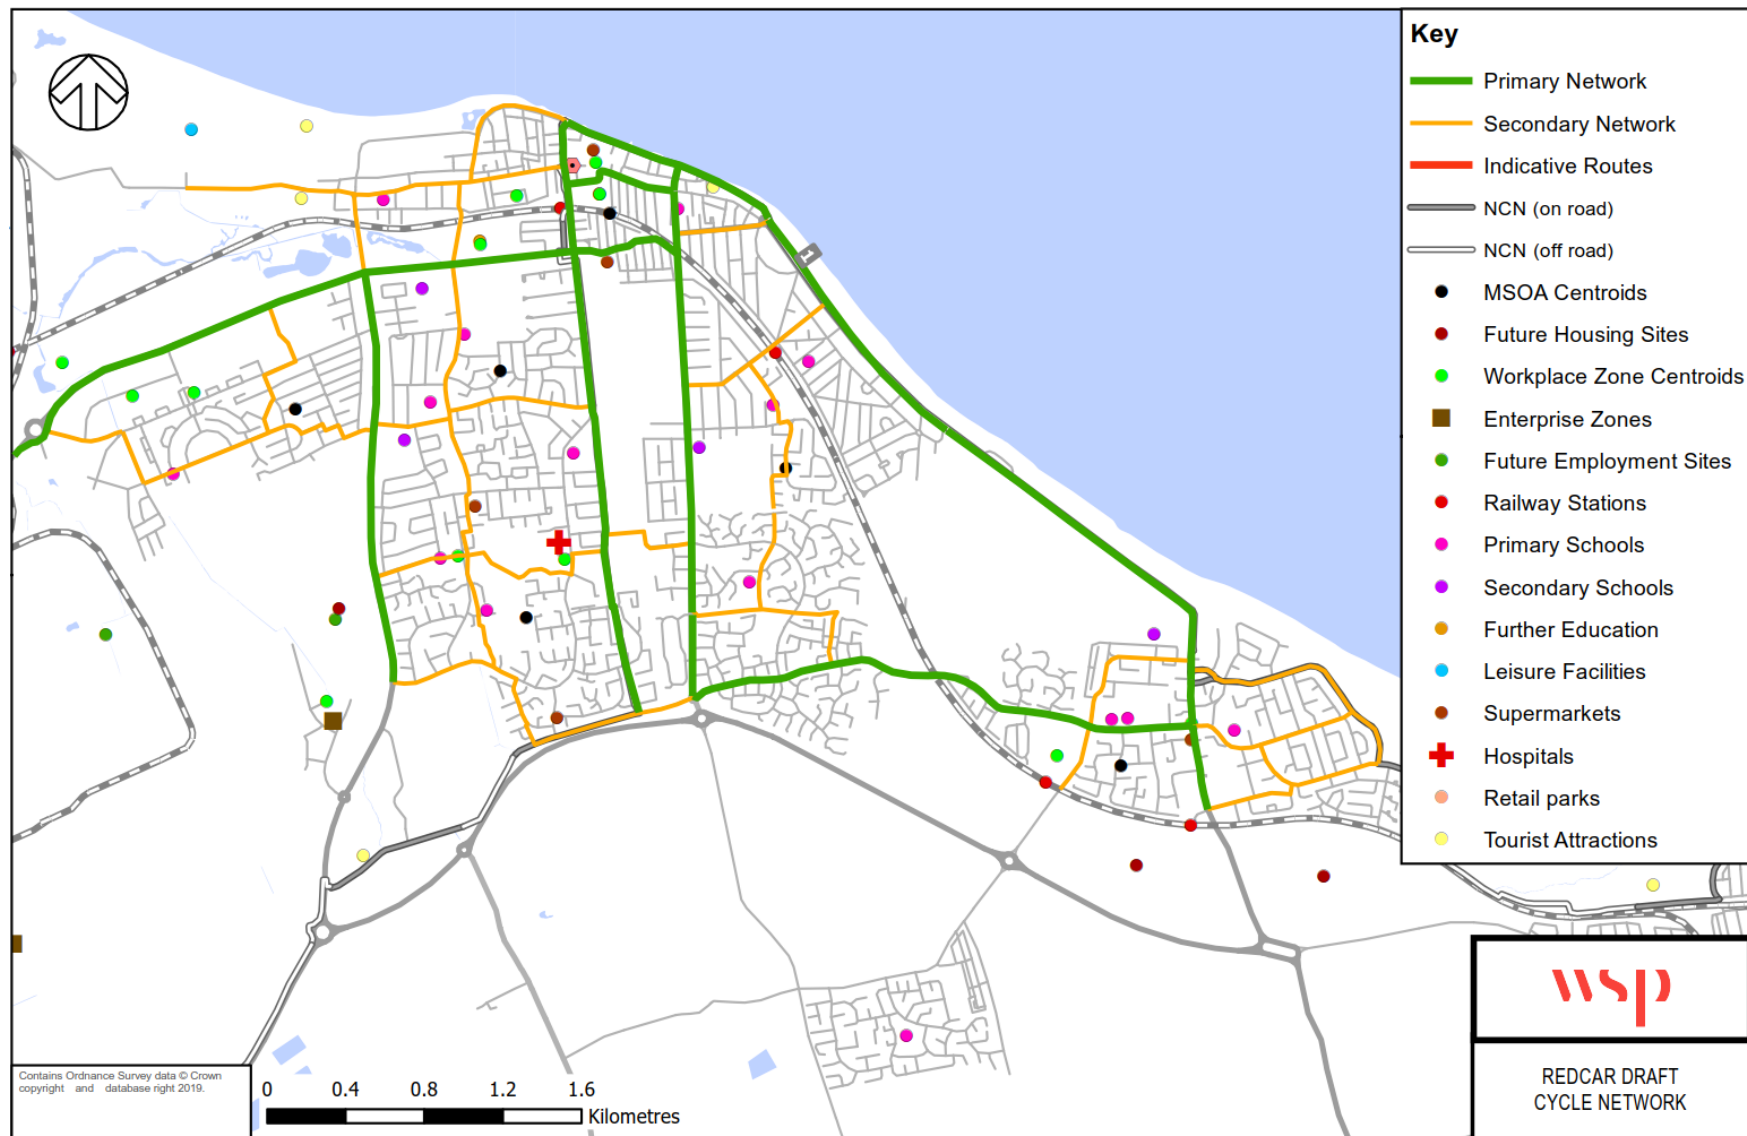 Key
Primary Network
Secondary Network
Indicative Routes
NCN (on road)
NCN (off road)
MSOA Centroids
Future Housing Sites
Workplace Zone Centroids
Enterprise Zones
Future Employment Sites
Railway Stations
Primary Schools
Secondary Schools
Further Education
Leisure Facilities
Supermarkets
Hospitals
Retail parks
Tourist Attractions
wsp
REDCAR DRAFT
CYCLE NETWORK
Contains Ordnance Survey data © Crown
copyright and database right 2019.
0 0.4 0.8 1.2 1.6
Kilometres